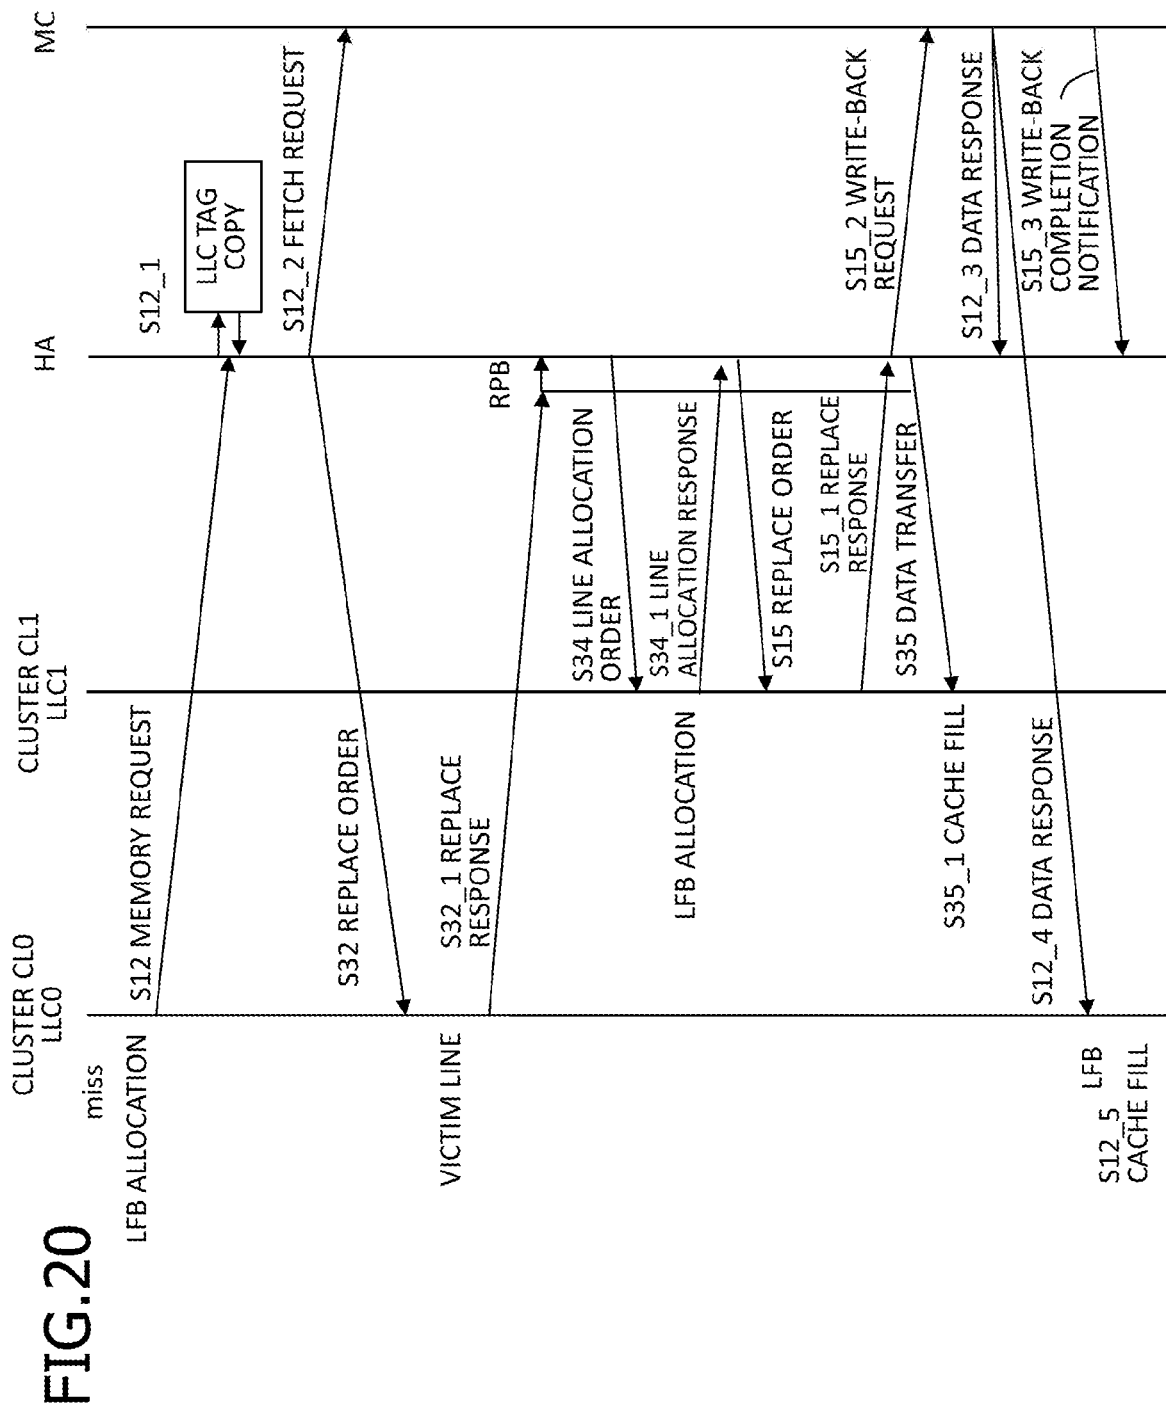 FIG.20
CLUSTER CL0
LLC0
CLUSTER CL1
LLC1
HA
MC
miss
LFB ALLOCATION
S12 MEMORY REQUEST
S12_1
LLC TAG
COPY
S12_2 FETCH REQUEST
S32 REPLACE ORDER
VICTIM LINE
S32_1 REPLACE
RESPONSE
RPB
S34 LINE ALLOCATION
ORDER
S34_1 LINE
ALLOCATION RESPONSE
LFB ALLOCATION
S15 REPLACE ORDER
S15_1 REPLACE
RESPONSE
S15_2 WRITE-BACK
REQUEST
S35 DATA TRANSFER
S35_1 CACHE FILL
S12_3 DATA RESPONSE
S12_4 DATA RESPONSE
S15_3 WRITE-BACK
COMPLETION
NOTIFICATION
LFB
S12_5
CACHE FILL